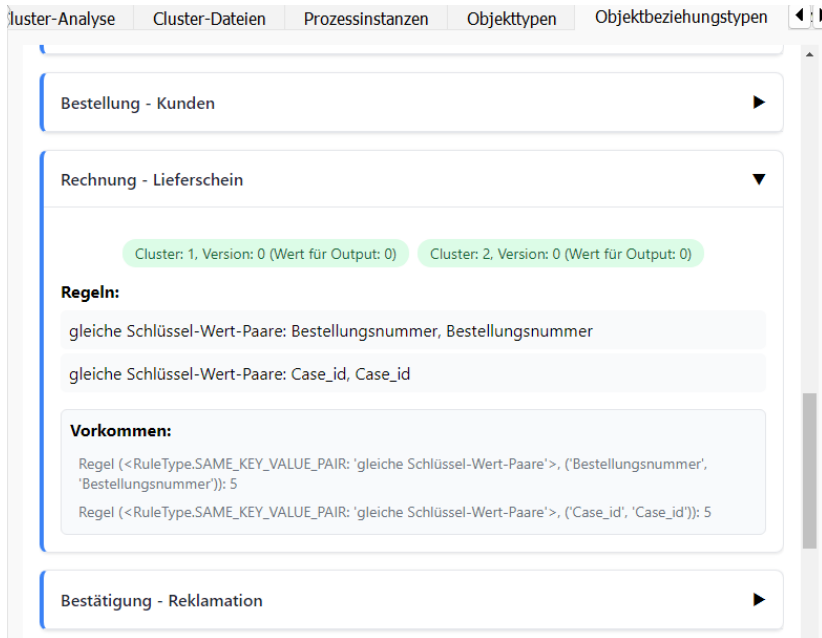 luster-Analyse Cluster-Dateien Prozessinstanzen Objekttypen Objektbeziehungstypen
Bestellung - Kunden
Rechnung - Lieferschein
Cluster: 1, Version: 0 (Wert für Output: 0) Cluster: 2, Version: 0 (Wert für Output: 0)
Regeln:
gleiche Schlüssel-Wert-Paare: Bestellungsnummer, Bestellungsnummer
gleiche Schlüssel-Wert-Paare: Case_id, Case_id
Vorkommen:
Regel (<RuleType.SAME_KEY_VALUE_PAIR: 'gleiche Schlüssel-Wert-Paare'>, ('Bestellungsnummer',
'Bestellungsnummer')): 5
Regel (<RuleType.SAME_KEY_VALUE_PAIR: 'gleiche Schlüssel-Wert-Paare'>, ('Case_id', 'Case_id')): 5
Bestätigung - Reklamation